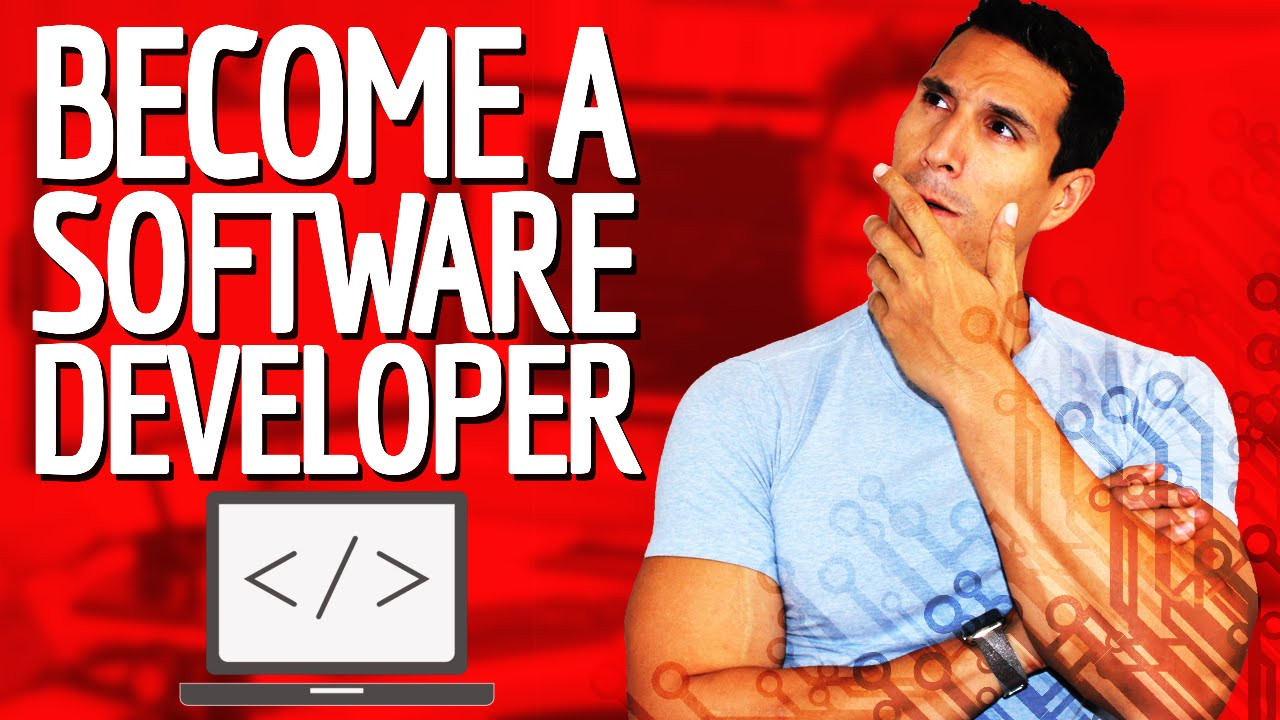 BECOME A
SOFTWARE
DEVELOPER
</>